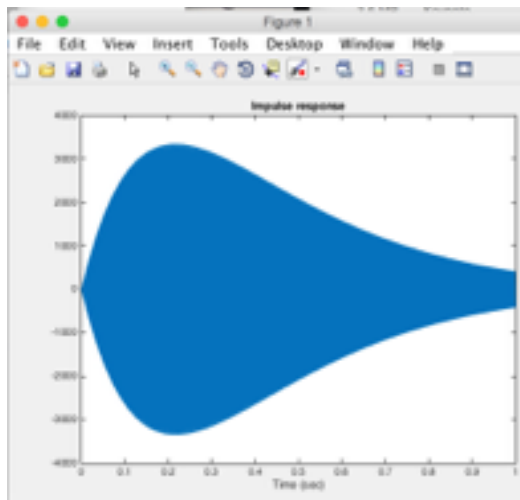 Figure 1
File Edit View Insert Tools Desktop Window Help
Impulse response
4000
3000
2000
1000
0
-1000
-2000
-3000
-4000
0 0.1 0.2 0.3 0.4 0.5 0.6 0.7 0.8 0.9 1
Time (sec)